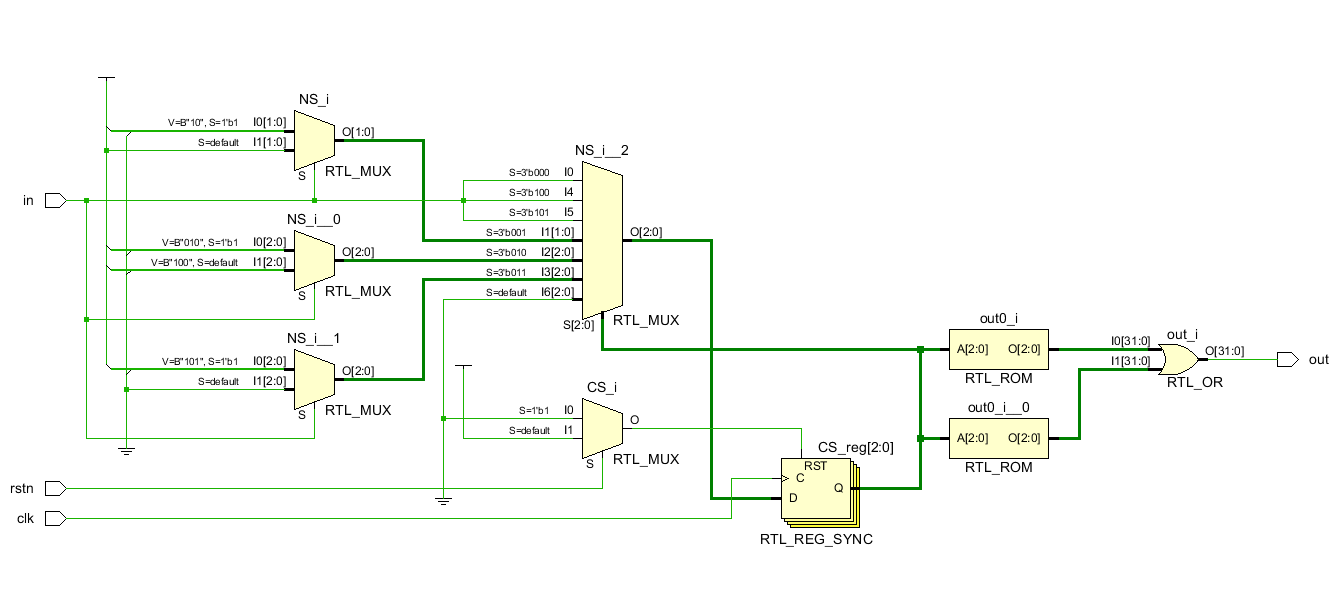 NS_i
V=B"10", S=1'b1 I0[1:0]
S=default I1[1:0]
O[1:0]
S
RTL_MUX
in
NS_i__0
V=B"010", S=1'b1 I0[2:0]
V=B"100", S=default I1[2:0]
O[2:0]
S
RTL_MUX
NS_i__1
V=B"101", S=1'b1 I0[2:0]
S=default I1[2:0]
O[2:0]
S
RTL_MUX
NS_i__2
S=3'b000 I0
S=3'b100 I4
S=3'b101 I5
S=3'b001 I1[1:0]
S=3'b010 I2[2:0]
S=3'b011 I3[2:0]
S=default I6[2:0]
O[2:0]
S[2:0]
RTL_MUX
CS_i
S=1'b1 I0
S=default I1
O
S
RTL_MUX
rstn
clk
CS_reg[2:0]
RST
C
D
Q
RTL_REG_SYNC
out0_i
A[2:0] O[2:0]
RTL_ROM
out0_i__0
A[2:0] O[2:0]
RTL_ROM
out_i
I0[31:0]
I1[31:0]
O[31:0]
RTL_OR
out